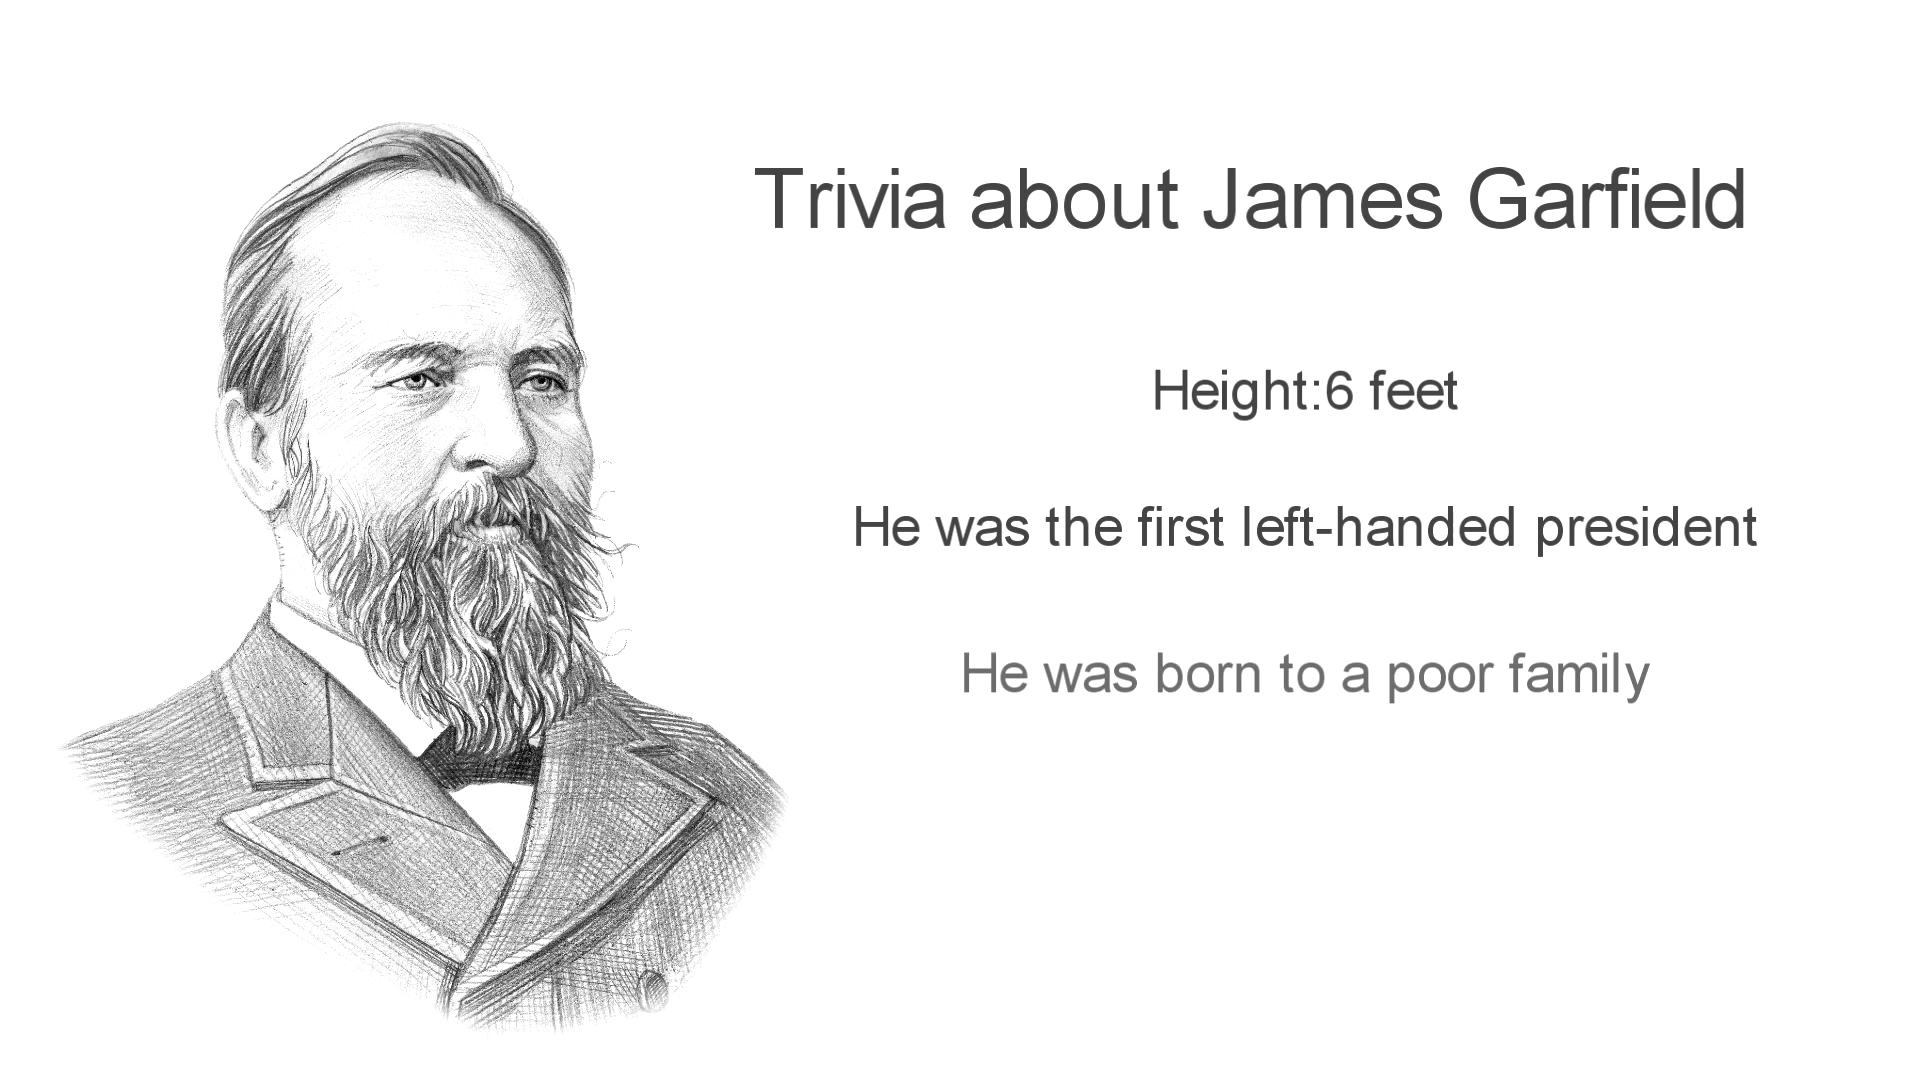 Trivia about James Garfield
Height:6 feet
He was the first left-handed president
He was born to a poor family